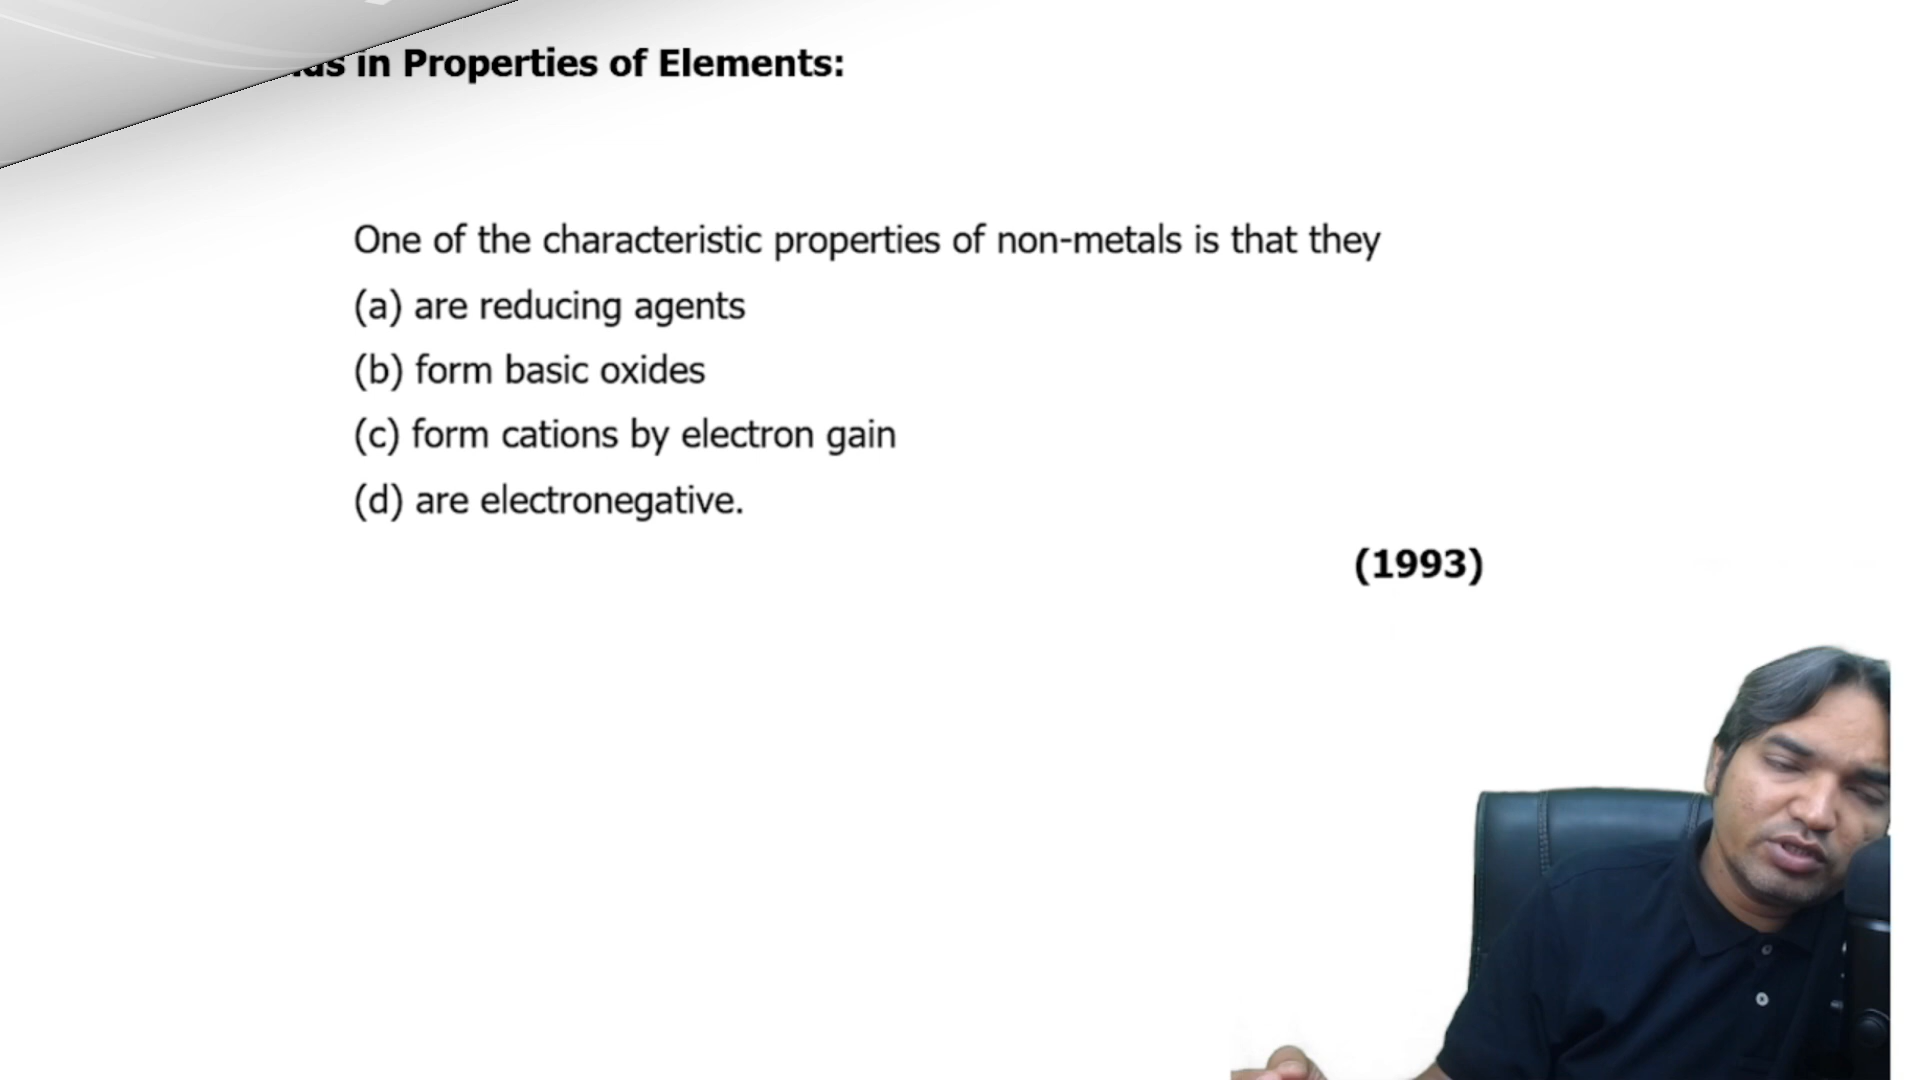 in Properties of Elements:
One of the characteristic properties of non-metals is that they
(a) are reducing agents
(b) form basic oxides
(c) form cations by electron gain
(d) are electronegative.
(1993)